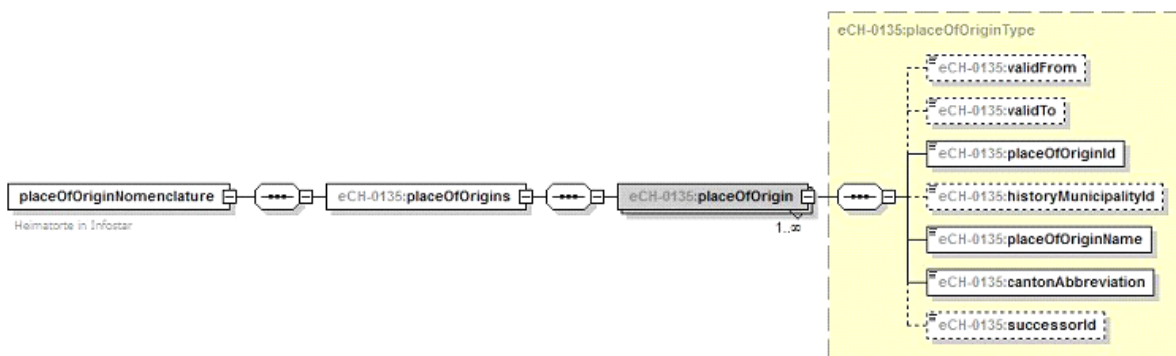 eCH-0135:placeOfOriginType
eCH-0135:validFrom
eCH-0135:validTo
eCH-0135:placeOfOriginId
placeOfOriginNomenclature
eCH-0135:placeOfOrigins
eCH-0135:placeOfOrigin
eCH-0135:historyMunicipalityId
Heimatorte in Infostar
1..∞
eCH-0135:placeOfOriginName
eCH-0135:cantonAbbreviation
eCH-0135:successorId